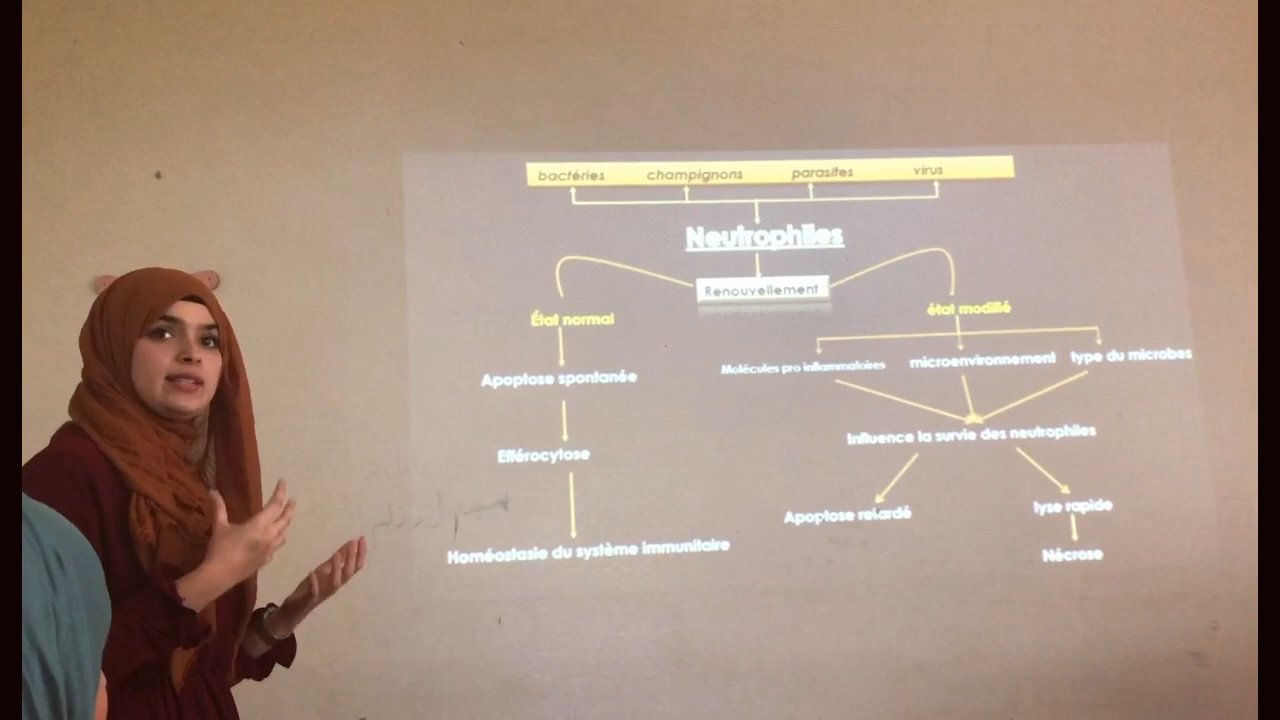 bactéries champignons parasites virus
Neutrophiles
Renouvellement
État normal
état modifié
Apoptose spontanée
Efférocytose
Homéostasie du système immunitaire
Molécules pro inflammatoires
microenvironnement
type du microbes
Influence la survie des neutrophiles
Apoptose retardé
lyse rapide
Nécrose